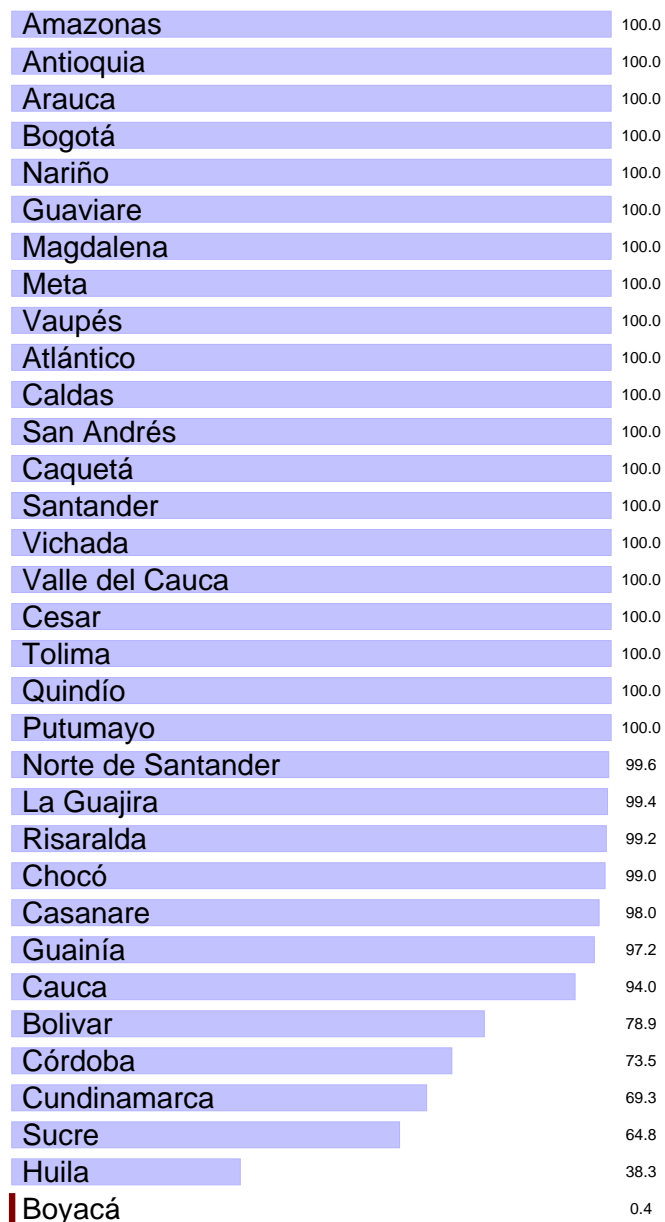 Amazonas 100.0
Antioquia 100.0
Arauca 100.0
Bogotá 100.0
Nariño 100.0
Guaviare 100.0
Magdalena 100.0
Meta 100.0
Vaupés 100.0
Atlántico 100.0
Caldas 100.0
San Andrés 100.0
Caquetá 100.0
Santander 100.0
Vichada 100.0
Valle del Cauca 100.0
Cesar 100.0
Tolima 100.0
Quindío 100.0
Putumayo 100.0
Norte de Santander 99.6
La Guajira 99.4
Risaralda 99.2
Chocó 99.0
Casanare 98.0
Guainía 97.2
Cauca 94.0
Bolivar 78.9
Córdoba 73.5
Cundinamarca 69.3
Sucre 64.8
Huila 38.3
Boyacá 0.4